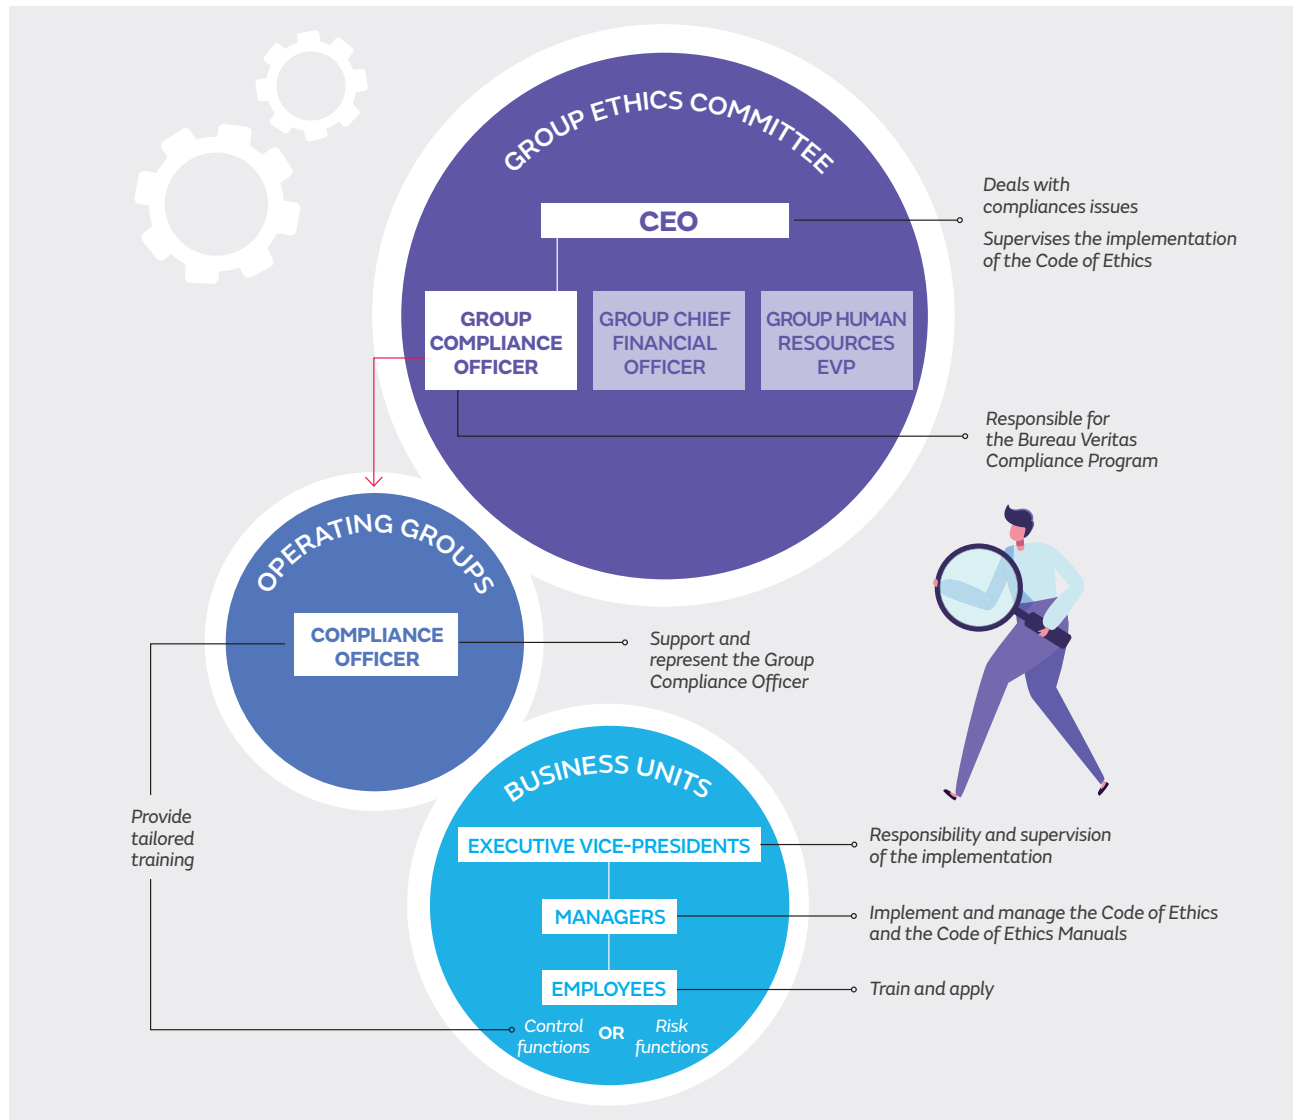 GROUP ETHICS COMMITTEE
CEO
Deals with
compliances issues
Supervises the implementation
of the Code of Ethics
GROUP
COMPLIANCE
OFFICER
GROUP CHIEF
FINANCIAL
OFFICER
GROUP HUMAN
RESOURCES
EVP
Responsible for
the Bureau Veritas
Compliance Program
OPERATING GROUPS
COMPLIANCE
OFFICER
Support and
represent the Group
Compliance Officer
Provide
tailored
training
BUSINESS UNITS
EXECUTIVE VICE-PRESIDENTS
Responsibility and supervision
of the implementation
MANAGERS
Implement and manage the Code of Ethics
and the Code of Ethics Manuals
EMPLOYEES
Train and apply
Control
functions
OR
Risk
functions